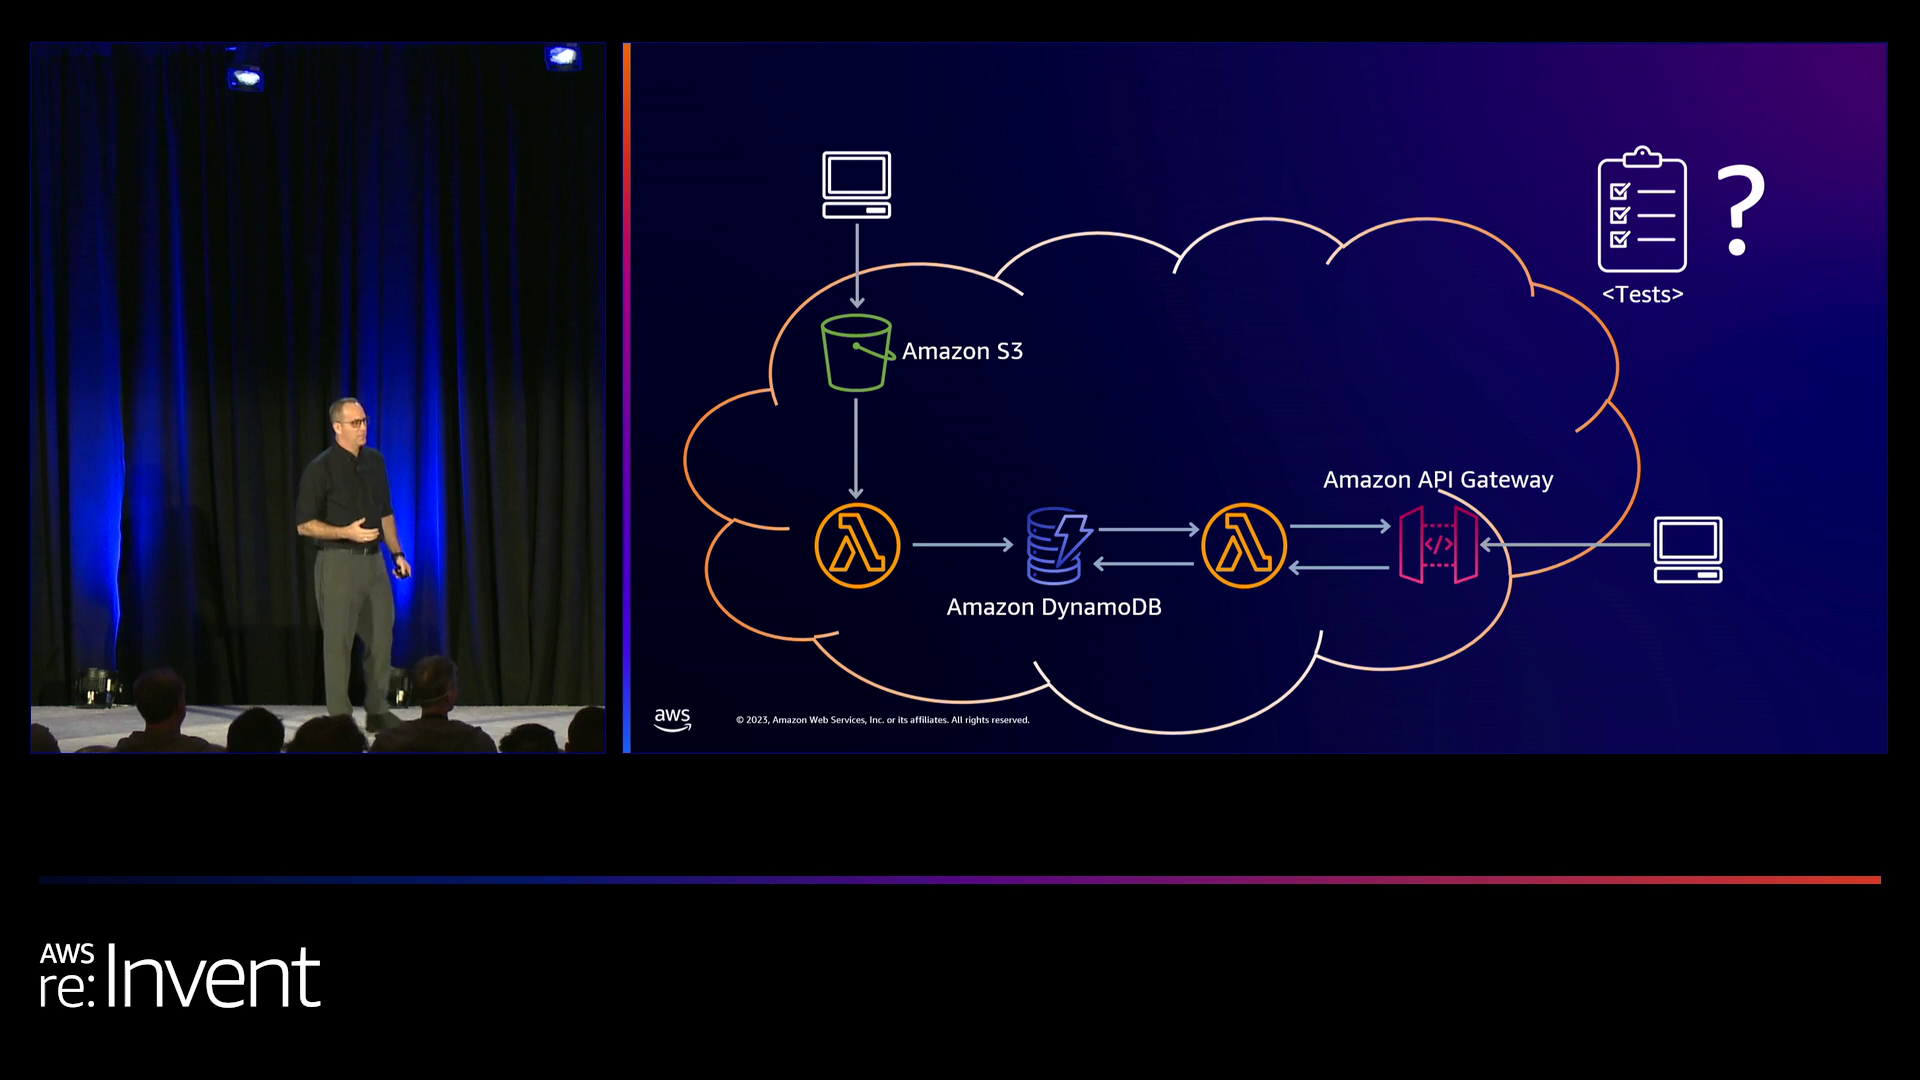 ?
<Tests>
Amazon S3
Amazon API Gateway
</>
Amazon DynamoDB
aws
© 2023, Amazon Web Services, Inc. or its affiliates. All rights reserved.
AWS
re:Invent